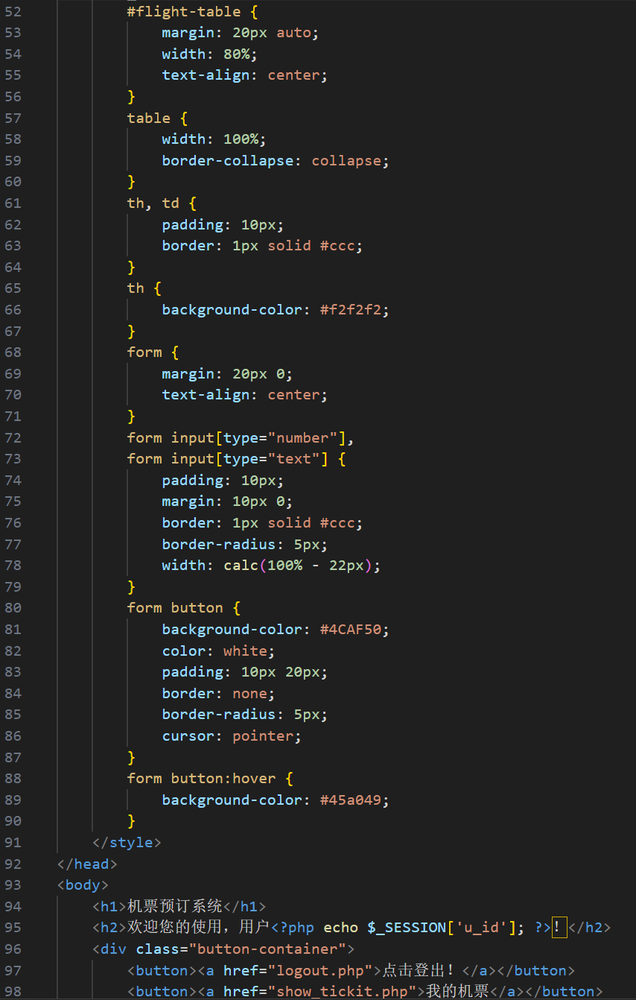 52 #flight-table {
53 margin: 20px auto;
54 width: 80%;
55 text-align: center;
56 }
57 table {
58 width: 100%;
59 border-collapse: collapse;
60 }
61 th, td {
62 padding: 10px;
63 border: 1px solid #ccc;
64 }
65 th {
66 background-color: #f2f2f2;
67 }
68 form {
69 margin: 20px 0;
70 text-align: center;
71 }
72 form input[type="number"],
73 form input[type="text"] {
74 padding: 10px;
75 margin: 10px 0;
76 border: 1px solid #ccc;
77 border-radius: 5px;
78 width: calc(100% - 22px);
79 }
80 form button {
81 background-color: #4CAF50;
82 color: white;
83 padding: 10px 20px;
84 border: none;
85 border-radius: 5px;
86 cursor: pointer;
87 }
88 form button:hover {
89 background-color: #45a049;
90 }
91 </style>
92 </head>
93 <body>
94 <h1>机票预订系统</h1>
95 <h2>欢迎您的使用，用户<?php echo $_SESSION['u_id']; ?>！</h2>
96 <div class="button-container">
97 <button><a href="logout.php">点击登出！</a></button>
98 <button><a href="show_tickit.php">我的机票</a></button>